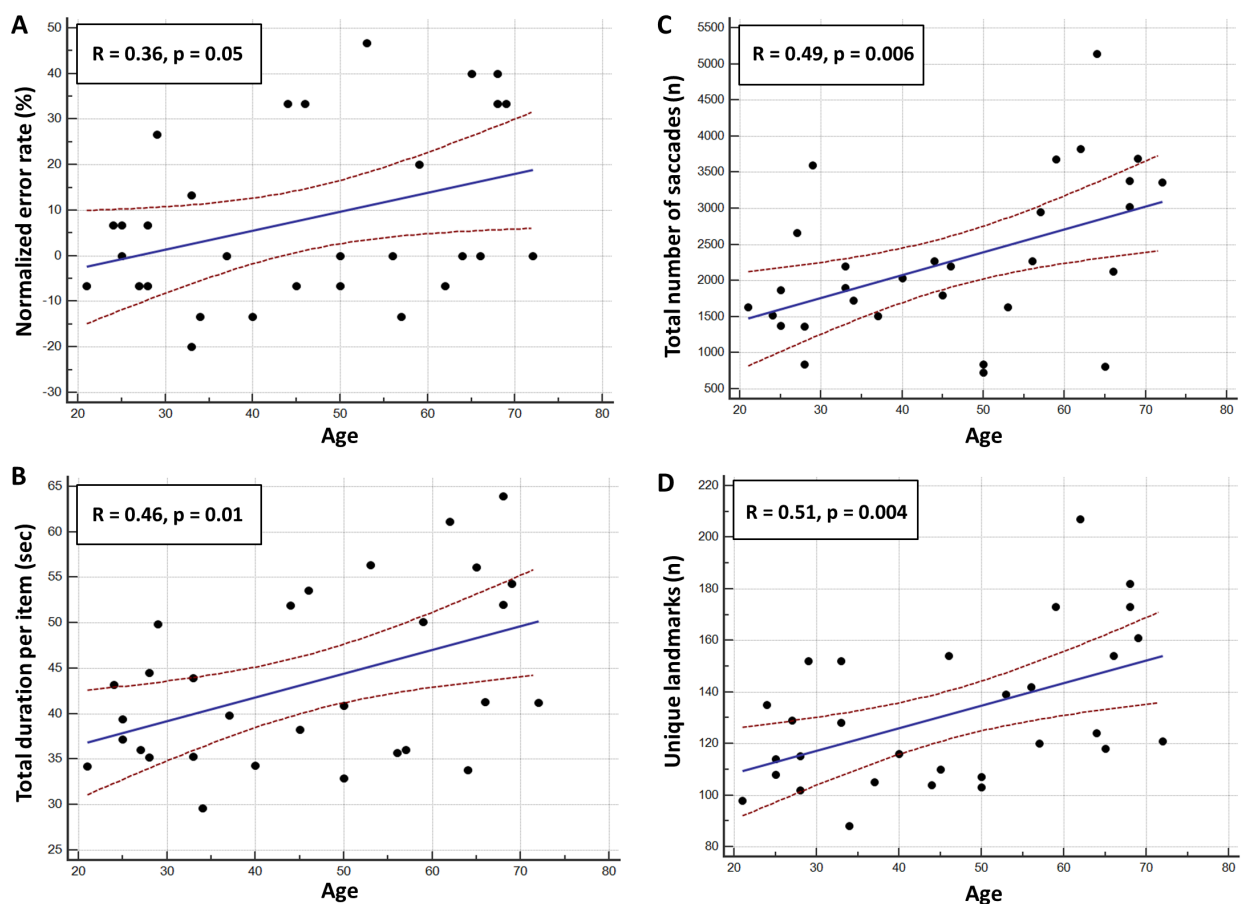 A
R = 0.36, p = 0.05
Normalized error rate (%)
50
40
30
20
10
0
-10
-20
-30
20 30 40 50 60 70 80
Age
C
R = 0.49, p = 0.006
Total number of saccades (n)
5500
5000
4500
4000
3500
3000
2500
2000
1500
1000
500
20 30 40 50 60 70 80
Age
B
R = 0.46, p = 0.01
Total duration per item (sec)
65
60
55
50
45
40
35
30
25
20 30 40 50 60 70 80
Age
D
R = 0.51, p = 0.004
Unique landmarks (n)
220
200
180
160
140
120
100
80
20 30 40 50 60 70 80
Age